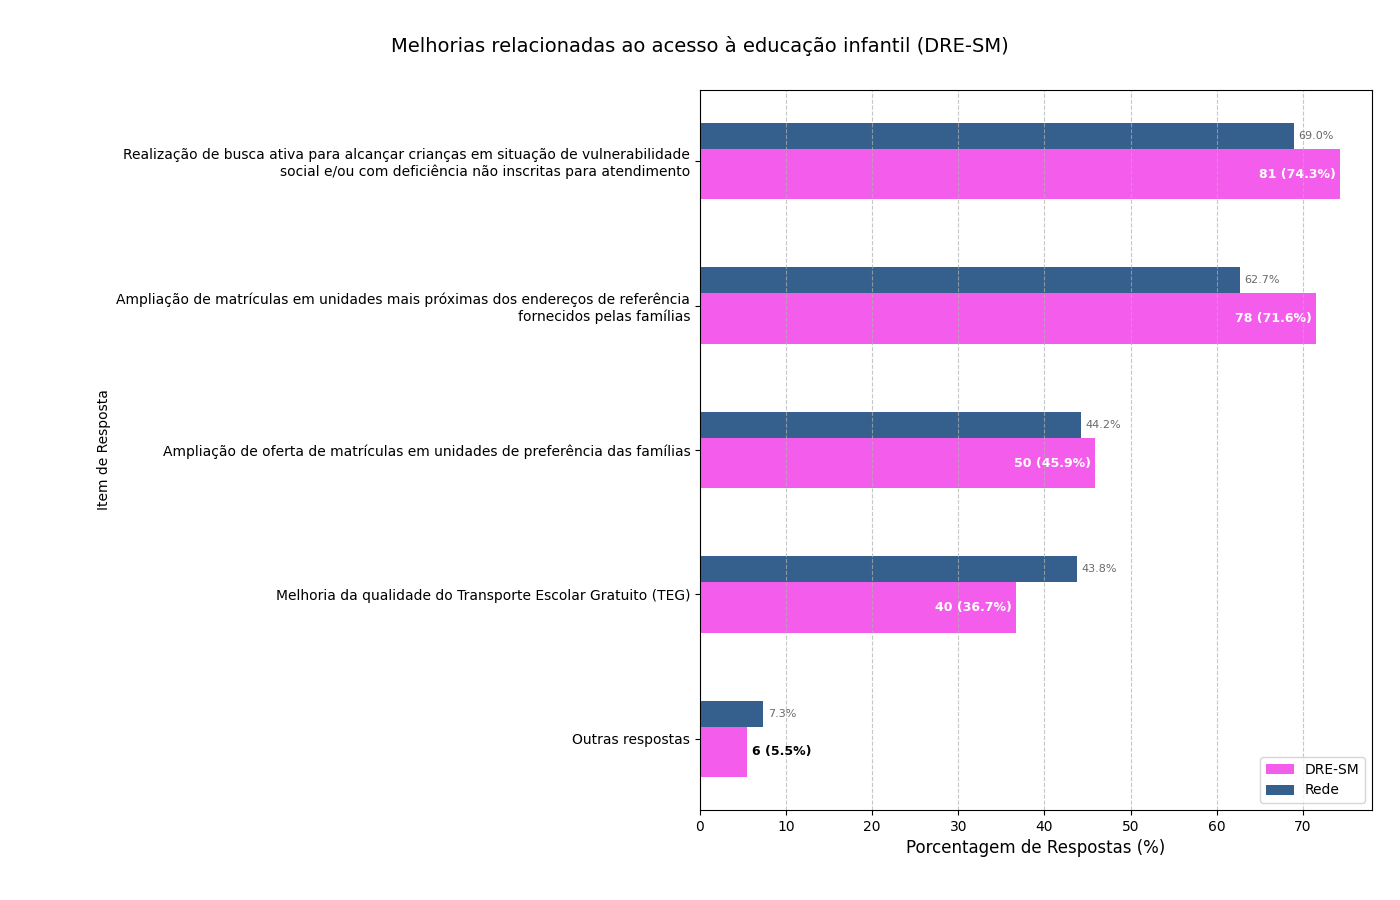 Melhorias relacionadas ao acesso à educação infantil (DRE-SM)
Realização de busca ativa para alcançar crianças em situação de vulnerabilidade
social e/ou com deficiência não inscritas para atendimento
69.0%
81 (74.3%)
Ampliação de matrículas em unidades mais próximas dos endereços de referência
fornecidos pelas famílias
62.7%
78 (71.6%)
Item de Resposta
Ampliação de oferta de matrículas em unidades de preferência das famílias
44.2%
50 (45.9%)
Melhoria da qualidade do Transporte Escolar Gratuito (TEG)
43.8%
40 (36.7%)
Outras respostas
7.3%
6 (5.5%)
DRE-SM
Rede
0 10 20 30 40 50 60 70
Porcentagem de Respostas (%)